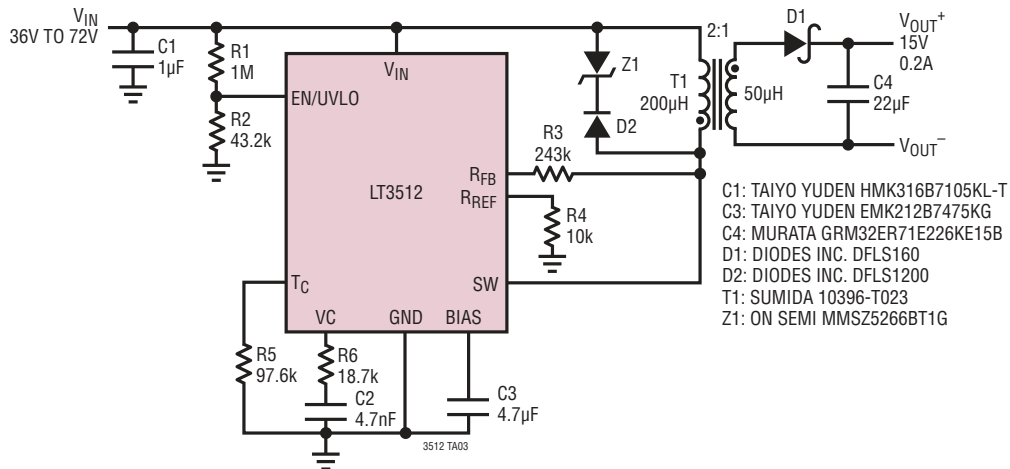 VIN
36V TO 72V
C1
1µF
R1
1M
R2
43.2k
VIN
EN/UVLO
LT3512
RFB
RREF
SW
TC
VC
GND
BIAS
R3
243k
R4
10k
R5
97.6k
R6
18.7k
C2
4.7nF
C3
4.7µF
3512 TA03
Z1
D2
T1
200µH
2:1
50µH
D1
C4
22µF
VOUT+
15V
0.2A
VOUT–
C1: TAIYO YUDEN HMK316B7105KL-T
C3: TAIYO YUDEN EMK212B7475KG
C4: MURATA GRM32ER71E226KE15B
D1: DIODES INC. DFLS160
D2: DIODES INC. DFLS1200
T1: SUMIDA 10396-T023
Z1: ON SEMI MMSZ5266BT1G